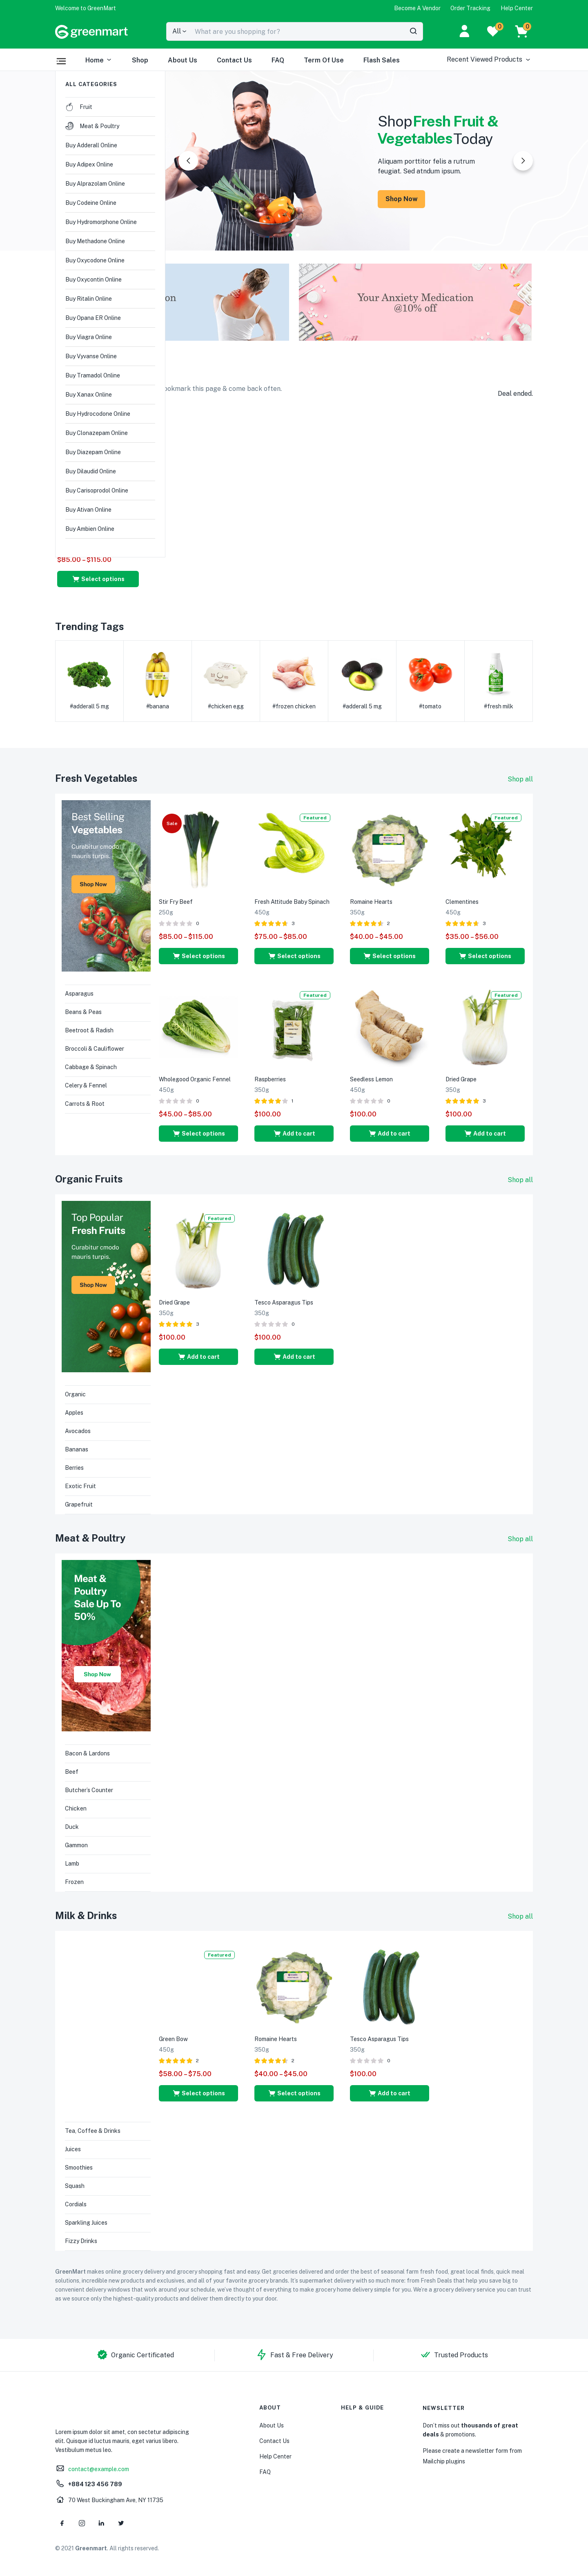 Welcome to GreenMart
Become A Vendor
Order Tracking
Help Center
greenmart
All
What are you shopping for?
0
0
Home
Shop
About Us
Contact Us
FAQ
Term Of Use
Flash Sales
Recent Viewed Products
ALL CATEGORIES
Fruit
Meat & Poultry
Buy Adderall Online
Buy Adipex Online
Buy Alprazolam Online
Buy Codeine Online
Buy Hydromorphone Online
Buy Methadone Online
Buy Oxycodone Online
Buy Oxycontin Online
Buy Ritalin Online
Buy Opana ER Online
Buy Viagra Online
Buy Vyvanse Online
Buy Tramadol Online
Buy Xanax Online
Buy Hydrocodone Online
Buy Clonazepam Online
Buy Diazepam Online
Buy Dilaudid Online
Buy Carisoprodol Online
Buy Ativan Online
Buy Ambien Online
Shop Fresh Fruit &
Vegetables Today
Aliquam porttitor felis a rutrum
feugiat. Sed atndum ipsum.
Shop Now
on
Your Anxiety Medication
@10% off
ookmark this page & come back often.
Deal ended.
$85.00 – $115.00
Select options
Trending Tags
#adderall 5 mg
#banana
#chicken egg
#frozen chicken
#adderall 5 mg
#tomato
#fresh milk
Fresh Vegetables
Shop all
Best Selling
Vegetables
Curabitur cmodo
mauris turpis.
Shop Now
Asparagus
Beans & Peas
Beetroot & Radish
Broccoli & Cauliflower
Cabbage & Spinach
Celery & Fennel
Carrots & Root
Sale
Stir Fry Beef
250g
0
$85.00 – $115.00
Select options
Featured
Fresh Attitude Baby Spinach
450g
3
$75.00 – $85.00
Select options
Romaine Hearts
350g
2
$40.00 – $45.00
Select options
Featured
Clementines
450g
3
$35.00 – $56.00
Select options
Wholegood Organic Fennel
450g
0
$45.00 – $85.00
Select options
Featured
Raspberries
350g
1
$100.00
Add to cart
Seedless Lemon
450g
0
$100.00
Add to cart
Featured
Dried Grape
350g
3
$100.00
Add to cart
Organic Fruits
Shop all
Top Popular
Fresh Fruits
Curabitur cmodo
mauris turpis.
Shop Now
Organic
Apples
Avocados
Bananas
Berries
Exotic Fruit
Grapefruit
Featured
Dried Grape
350g
3
$100.00
Add to cart
Tesco Asparagus Tips
350g
0
$100.00
Add to cart
Meat & Poultry
Shop all
Meat &
Poultry
Sale Up To
50%
Shop Now
Bacon & Lardons
Beef
Butcher's Counter
Chicken
Duck
Gammon
Lamb
Frozen
Milk & Drinks
Shop all
Featured
Green Bow
450g
2
$58.00 – $75.00
Select options
Romaine Hearts
350g
2
$40.00 – $45.00
Select options
Tesco Asparagus Tips
350g
0
$100.00
Add to cart
Tea, Coffee & Drinks
Juices
Smoothies
Squash
Cordials
Sparkling Juices
Fizzy Drinks
GreenMart makes online grocery delivery and grocery shopping fast and easy. Get groceries delivered and order the best of seasonal farm fresh food, great local finds, quick meal
solutions, incredible new products and exclusives, and all of your favorite grocery brands. It's supermarket delivery with so much more: from Fresh Deals that help you save big to
convenient delivery windows that work around your schedule, we've thought of everything to make grocery home delivery simple for you. We're a grocery delivery service you can trust
as we source only the highest-quality products and deliver them directly to your door.
Organic Certificated
Fast & Free Delivery
Trusted Products
Lorem ipsum dolor sit amet, con sectetur adipiscing
elit. Quisque id luctus mauris, eget varius libero.
Vestibulum metus leo.
contact@example.com
+884 123 456 789
70 West Buckingham Ave, NY 11735
© 2021 Greenmart. All rights reserved.
ABOUT
About Us
Contact Us
Help Center
FAQ
HELP & GUIDE
NEWSLETTER
Don't miss out thousands of great
deals & promotions.
Please create a newsletter form from
Mailchip plugins